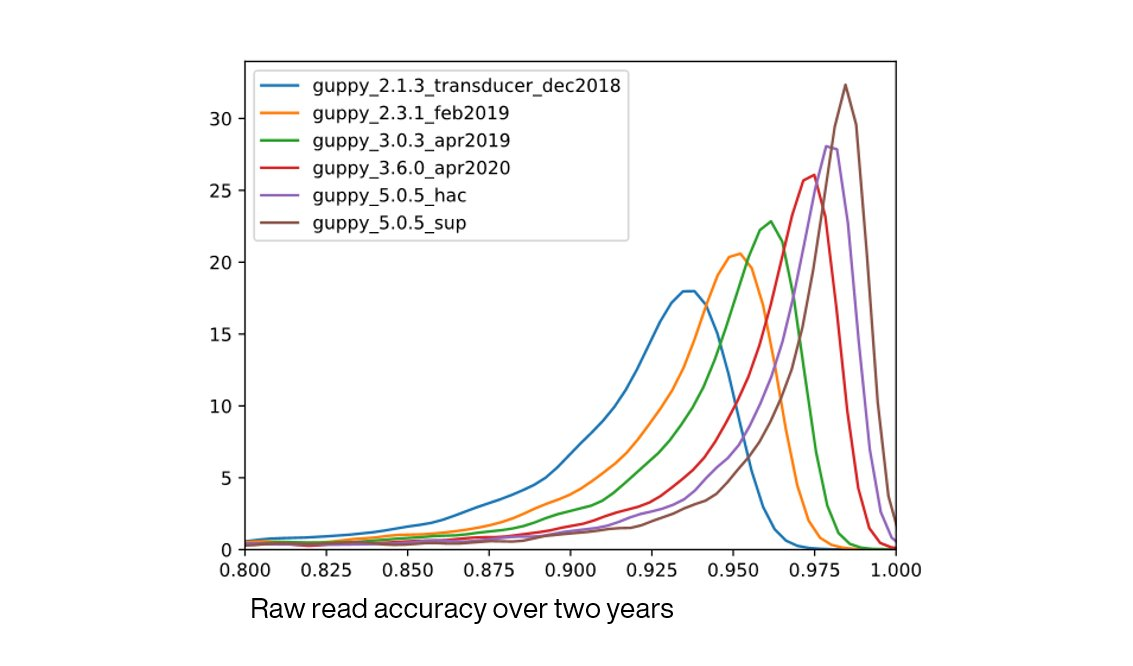 guppy_2.1.3_transducer_dec2018
guppy_2.3.1_feb2019
guppy_3.0.3_apr2019
guppy_3.6.0_apr2020
guppy_5.0.5_hac
guppy_5.0.5_sup
30
25
20
15
10
5
0
0.800 0.825 0.850 0.875 0.900 0.925 0.950 0.975 1.000
Raw read accuracy over two years